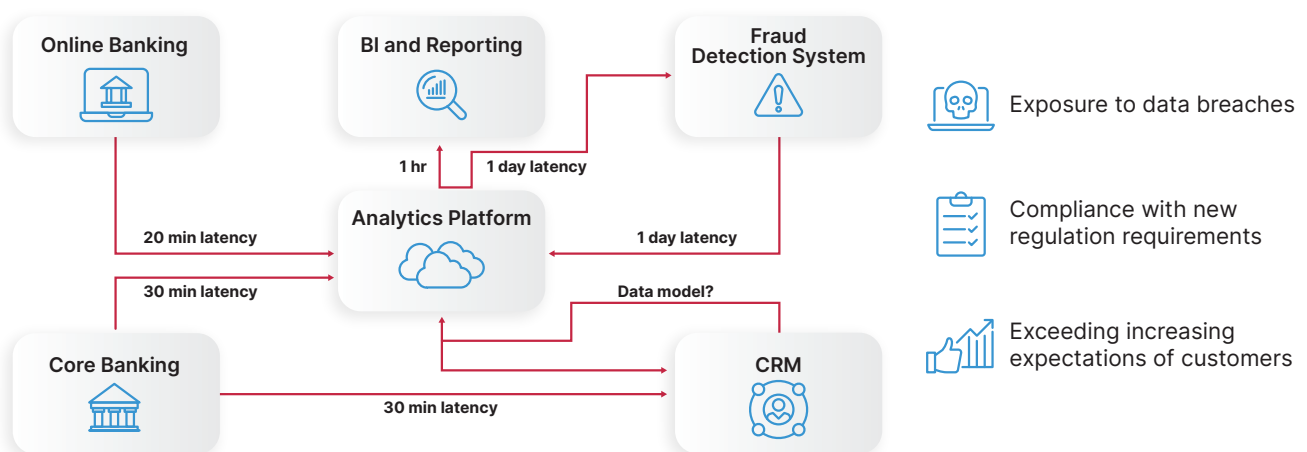 Online Banking
BI and Reporting
Fraud
Detection System
Exposure to data breaches
1 hr
1 day latency
Analytics Platform
20 min latency
1 day latency
Compliance with new
regulation requirements
30 min latency
Data model?
Core Banking
CRM
30 min latency
Exceeding increasing
expectations of customers